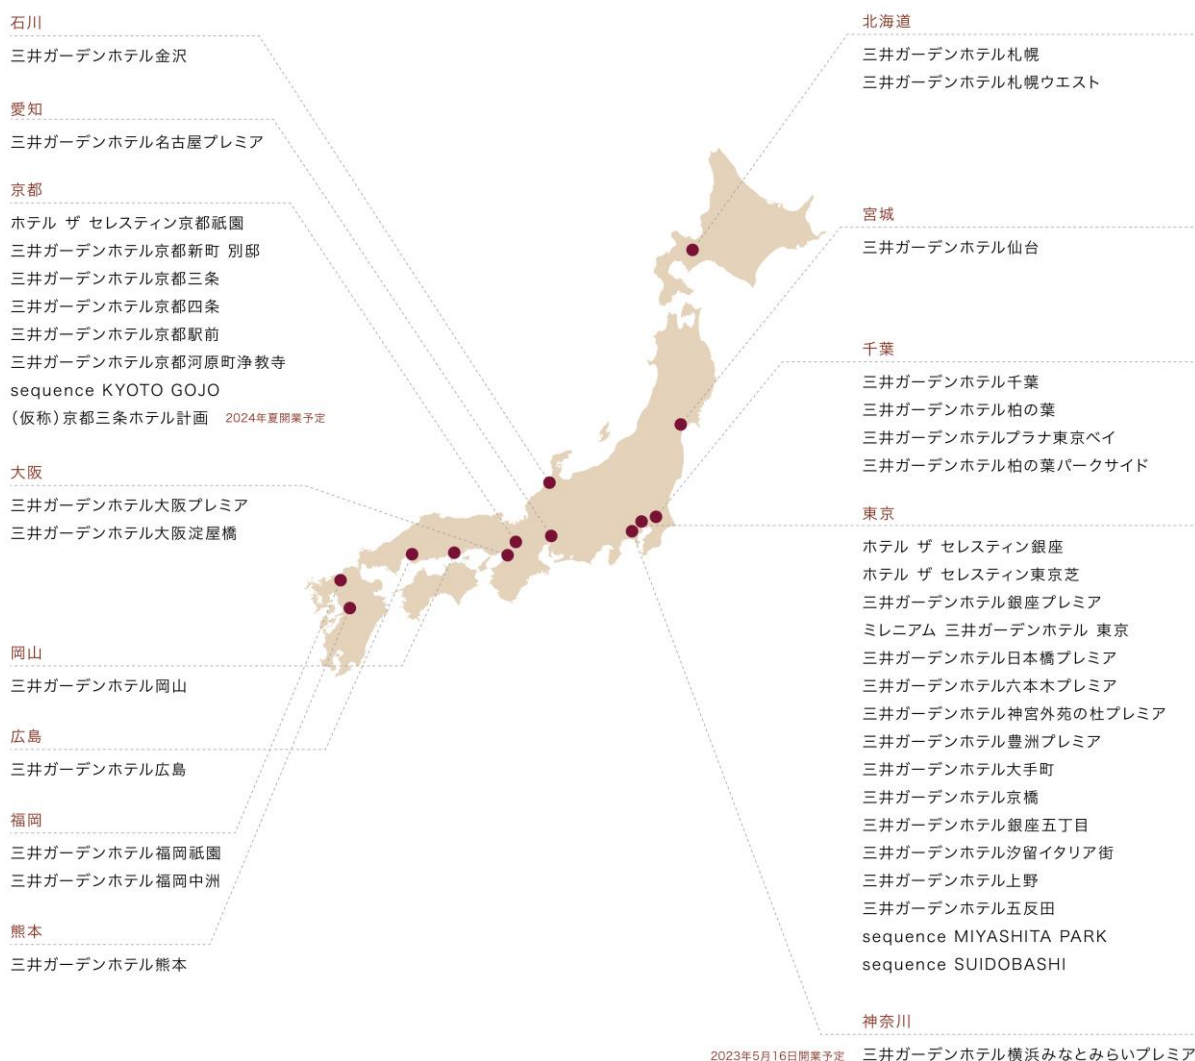 石川
三井ガーデンホテル金沢
愛知
三井ガーデンホテル名古屋プレミア
京都
ホテル ザ セレスティン京都祇園
三井ガーデンホテル京都新町 別邸
三井ガーデンホテル京都三条
三井ガーデンホテル京都四条
三井ガーデンホテル京都駅前
三井ガーデンホテル京都河原町浄教寺
sequence KYOTO GOJO
(仮称)京都三条ホテル計画 2024年夏開業予定
大阪
三井ガーデンホテル大阪プレミア
三井ガーデンホテル大阪淀屋橋
岡山
三井ガーデンホテル岡山
広島
三井ガーデンホテル広島
福岡
三井ガーデンホテル福岡祇園
三井ガーデンホテル福岡中洲
熊本
三井ガーデンホテル熊本
北海道
三井ガーデンホテル札幌
三井ガーデンホテル札幌ウエスト
宮城
三井ガーデンホテル仙台
千葉
三井ガーデンホテル千葉
三井ガーデンホテル柏の葉
三井ガーデンホテルプラナ東京ベイ
三井ガーデンホテル柏の葉パークサイド
東京
ホテル ザ セレスティン銀座
ホテル ザ セレスティン東京芝
三井ガーデンホテル銀座プレミア
ミレニアム 三井ガーデンホテル 東京
三井ガーデンホテル日本橋プレミア
三井ガーデンホテル六本木プレミア
三井ガーデンホテル神宮外苑の杜プレミア
三井ガーデンホテル豊洲プレミア
三井ガーデンホテル大手町
三井ガーデンホテル京橋
三井ガーデンホテル銀座五丁目
三井ガーデンホテル汐留イタリア街
三井ガーデンホテル上野
三井ガーデンホテル五反田
sequence MIYASHITA PARK
sequence SUIDOBASHI
神奈川
2023年5月16日開業予定 三井ガーデンホテル横浜みなとみらいプレミア